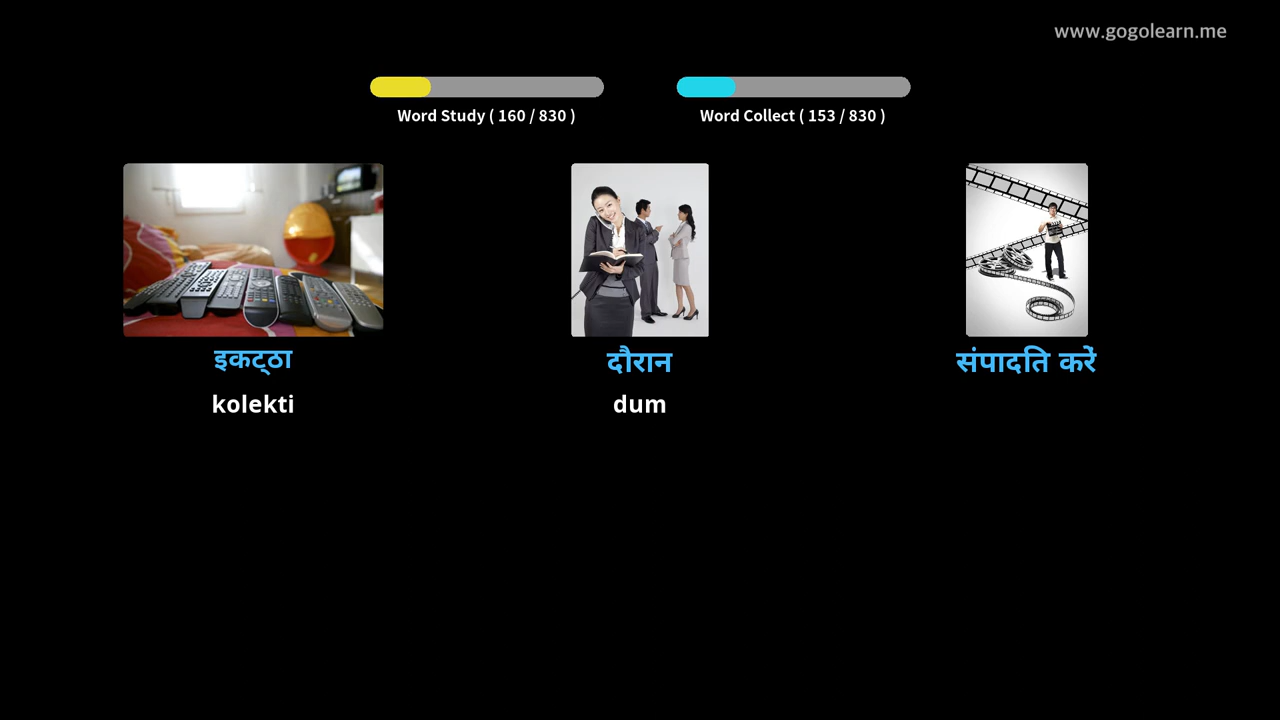 www.gogolearn.me
Word Study ( 160 / 830 )
Word Collect ( 153 / 830 )
इकट्ठा
दौरान
संपादति करें
kolekti
dum